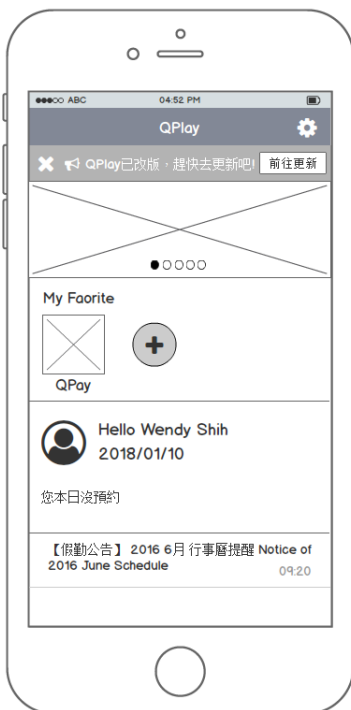 ABC 04:52 PM
QPlay
QPlay已改版，趕快去更新吧! 前往更新
My Faorite
QPay
Hello Wendy Shih
2018/01/10
您本日沒預約
【假勤公告】 2016 6月 行事曆提醒 Notice of
2016 June Schedule
09:20